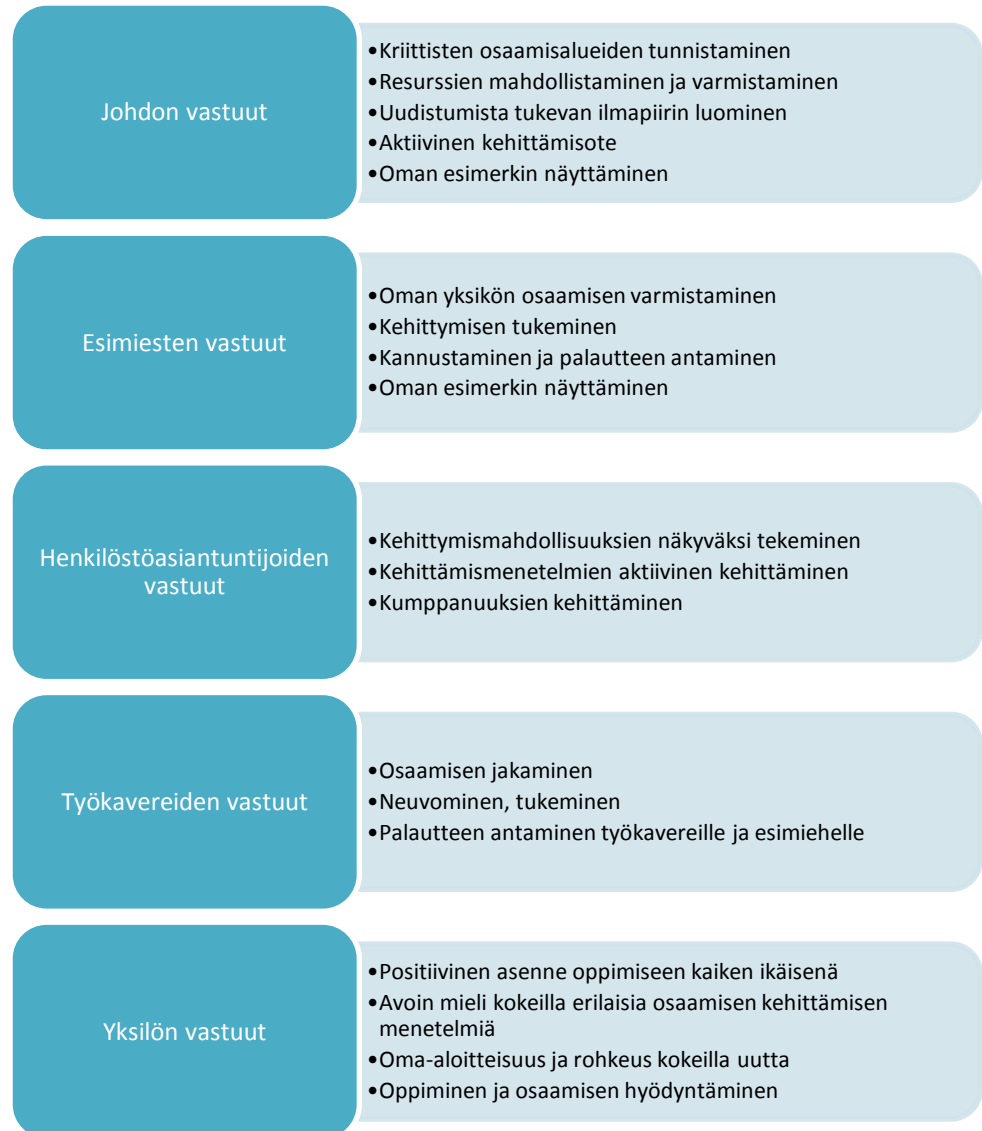 Johdon vastuut
•Kriittisten osaamisalueiden tunnistaminen
•Resurssien mahdollistaminen ja varmistaminen
•Uudistumista tukevan ilmapiirin luominen
•Aktiivinen kehittämisote
•Oman esimerkin näyttäminen
Esimiesten vastuut
•Oman yksikön osaamisen varmistaminen
•Kehittymisen tukeminen
•Kannustaminen ja palautteen antaminen
•Oman esimerkin näyttäminen
Henkilöstöasiantuntijoiden
vastuut
•Kehittymismahdollisuuksien näkyväksi tekeminen
•Kehittämismenetelmien aktiivinen kehittäminen
•Kumppanuuksien kehittäminen
Työkavereiden vastuut
•Osaamisen jakaminen
•Neuvominen, tukeminen
•Palautteen antaminen työkavereille ja esimiehelle
Yksilön vastuut
•Positiivinen asenne oppimiseen kaiken ikäisenä
•Avoin mieli kokeilla erilaisia osaamisen kehittämisen
menetelmiä
•Oma-aloitteisuus ja rohkeus kokeilla uutta
•Oppiminen ja osaamisen hyödyntäminen